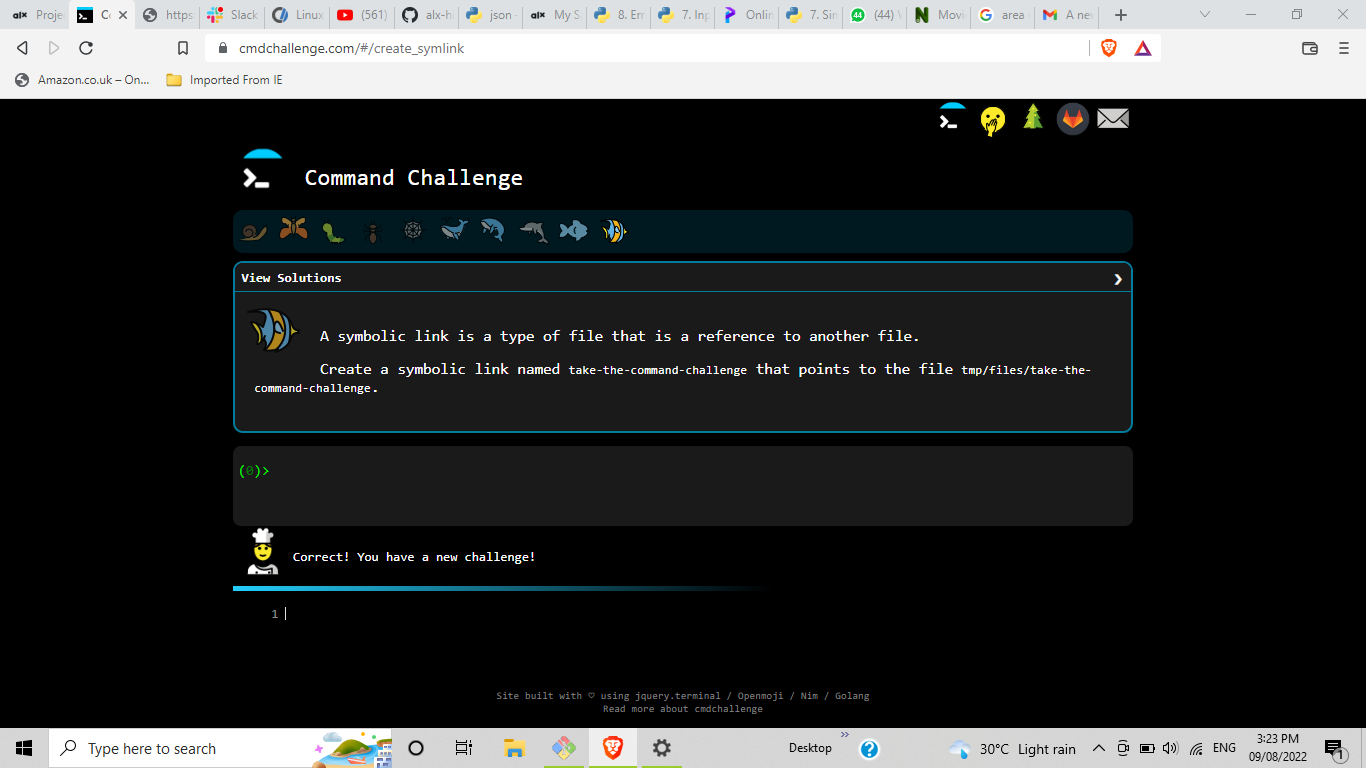 alx Proje
Co
https
Slack
Linux
(561)
alx-hi
json -
alx My S
8. Err
7. Inp
Onlin
7. Sin
44 (44) W
N Movi
G area
A new
cmdchallenge.com/#/create_symlink
Amazon.co.uk – On...
Imported From IE
Command Challenge
View Solutions
A symbolic link is a type of file that is a reference to another file.
Create a symbolic link named take-the-command-challenge that points to the file tmp/files/take-the-
command-challenge.
(0)>
Correct! You have a new challenge!
1
Site built with ♡ using jquery.terminal / Openmoji / Nim / Golang
Read more about cmdchallenge
Type here to search
Desktop
30°C Light rain
ENG
3:23 PM
09/08/2022
1